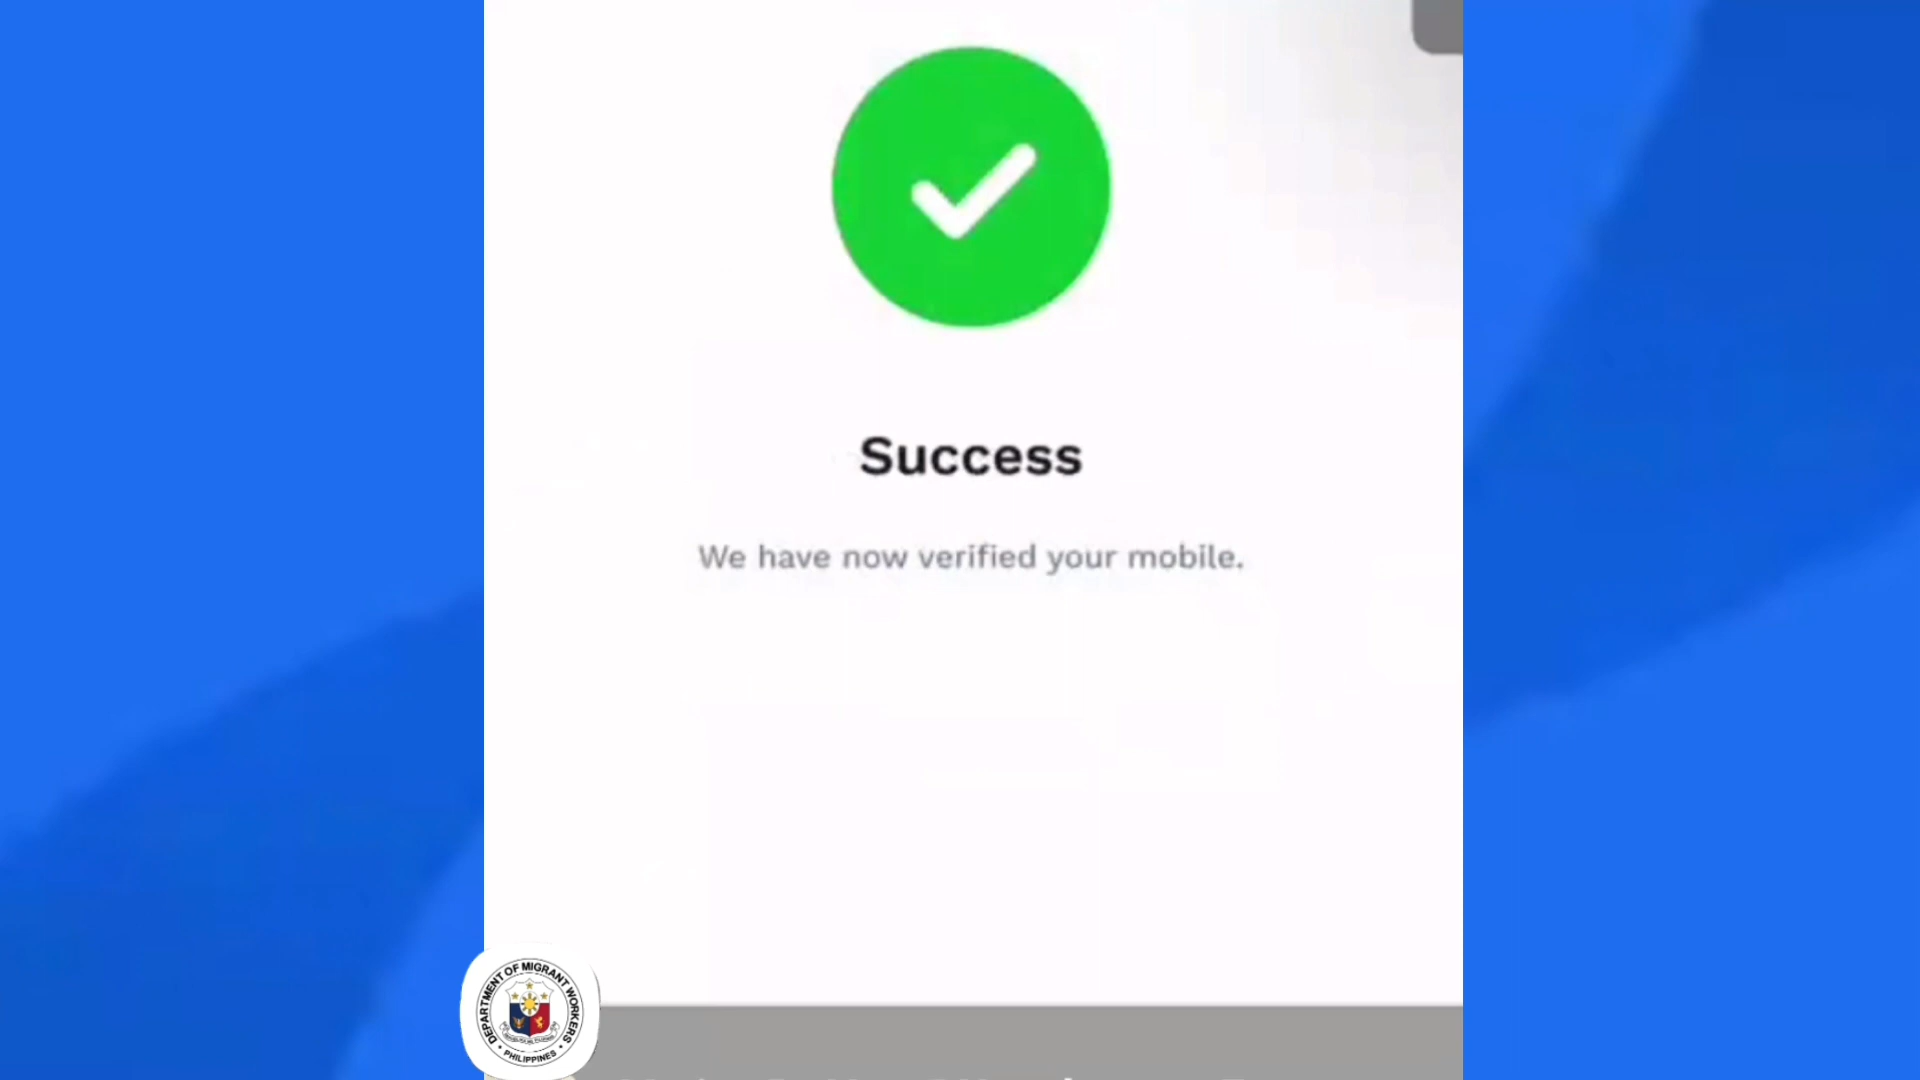 Success
We have now verified your mobile.
DEPARTMENT OF MIGRANT WORKERS
PHILIPPINES